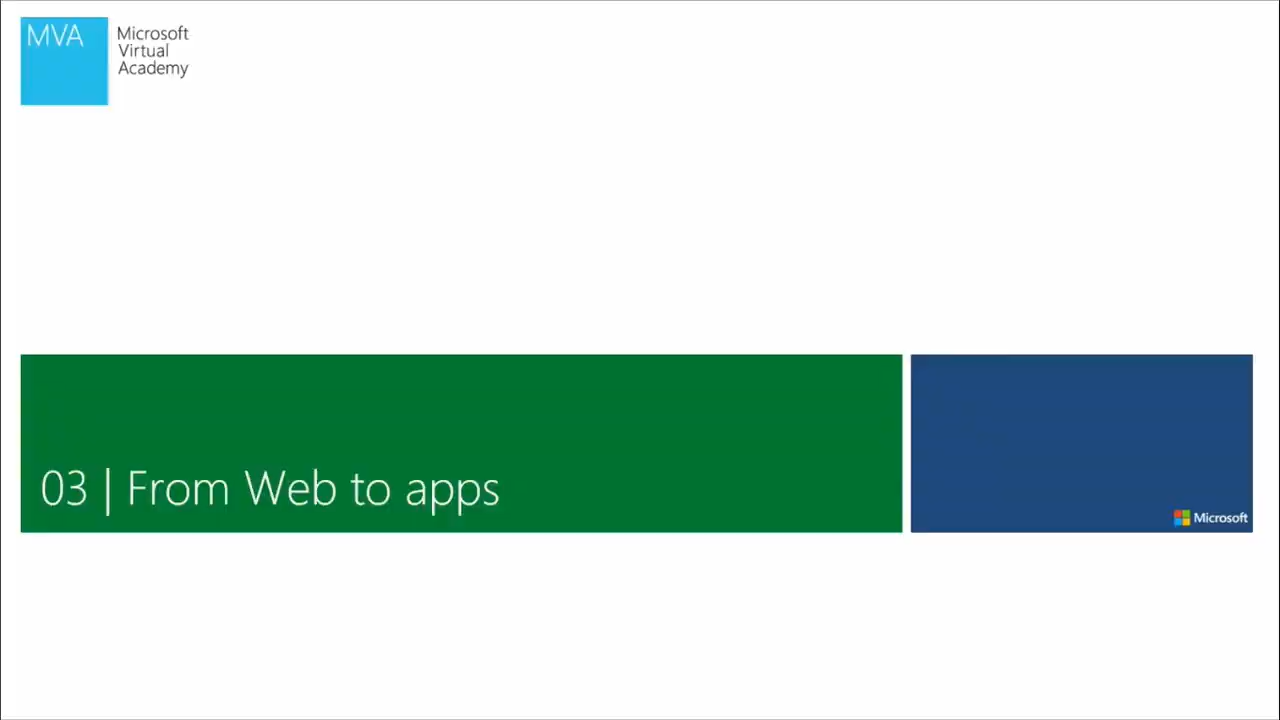 MVA
Microsoft
Virtual
Academy
03 | From Web to apps
Microsoft